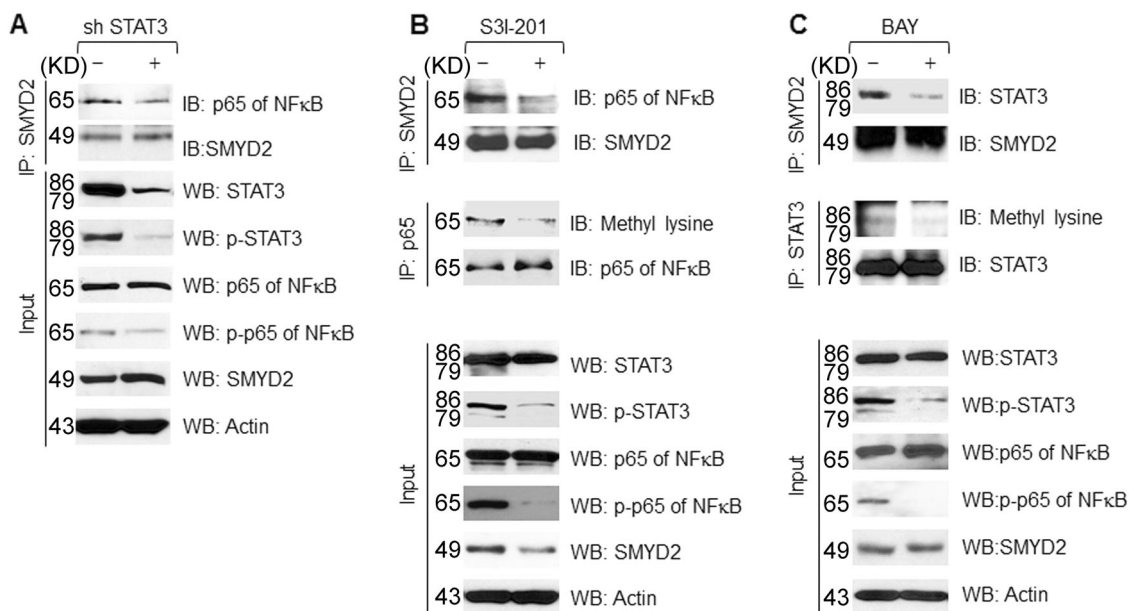 A
sh STAT3
(KD) – +
IP: SMYD2
65 IB: p65 of NFκB
49 IB:SMYD2
Input
86
79 WB: STAT3
86
79 WB: p-STAT3
65 WB: p65 of NFκB
65 WB: p-p65 of NFκB
49 WB: SMYD2
43 WB: Actin
B
S3I-201
(KD) – +
IP: SMYD2
65 IB: p65 of NFκB
49 IB: SMYD2
IP: p65
65 IB: Methyl lysine
65 IB: p65 of NFκB
Input
86
79 WB: STAT3
86
79 WB: p-STAT3
65 WB: p65 of NFκB
65 WB: p-p65 of NFκB
49 WB: SMYD2
43 WB: Actin
C
BAY
(KD) – +
IP: SMYD2
86
79 IB: STAT3
49 IB: SMYD2
IP: STAT3
86
79 IB: Methyl lysine
86
79 IB: STAT3
Input
86
79 WB:STAT3
86
79 WB:p-STAT3
65 WB:p65 of NFκB
65 WB:p-p65 of NFκB
49 WB:SMYD2
43 WB: Actin